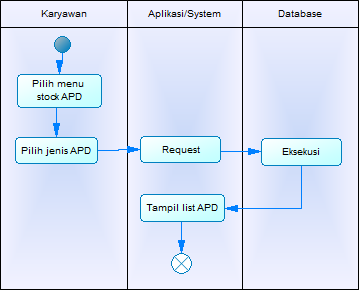 Karyawan
Aplikasi/System
Database
Pilih menu
stock APD
Pilih jenis APD
Request
Eksekusi
Tampil list APD